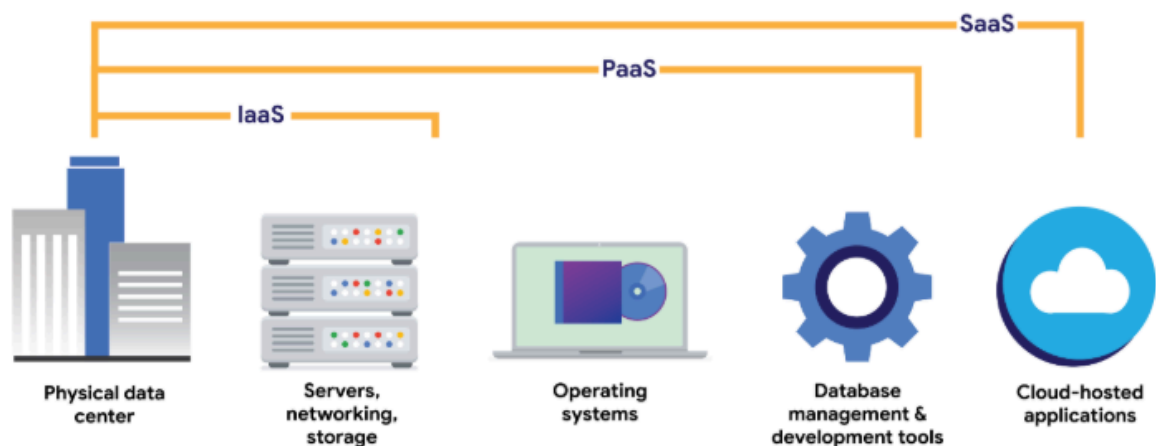 SaaS
PaaS
IaaS
Physical data
center
Servers,
networking,
storage
Operating
systems
Database
management &
development tools
Cloud-hosted
applications